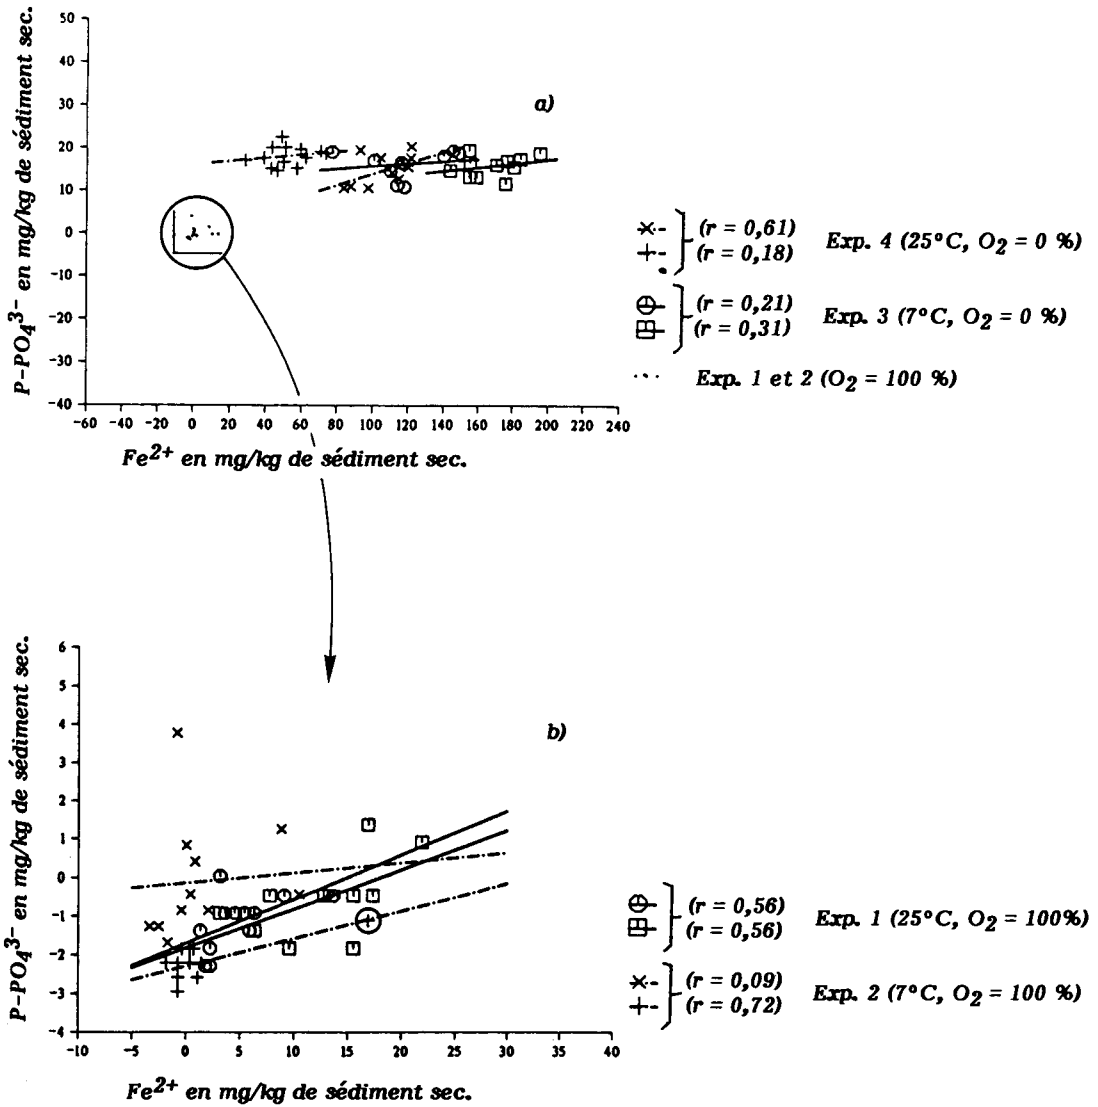 P-PO₄³⁻ en mg/kg de sédiment sec.
50
40
30
20
10
0
-10
-20
-30
-40
-60 -40 -20 0 20 40 60 80 100 120 140 160 180 200 220 240
Fe²⁺ en mg/kg de sédiment sec.
a)
(r = 0,61)
(r = 0,18)
Exp. 4 (25°C, O₂ = 0 %)
(r = 0,21)
(r = 0,31)
Exp. 3 (7°C, O₂ = 0 %)
Exp. 1 et 2 (O₂ = 100 %)
P-PO₄³⁻ en mg/kg de sédiment sec.
6
5
4
3
2
1
0
-1
-2
-3
-4
-10 -5 0 5 10 15 20 25 30 35 40
Fe²⁺ en mg/kg de sédiment sec.
b)
(r = 0,56)
(r = 0,56)
Exp. 1 (25°C, O₂ = 100%)
(r = 0,09)
(r = 0,72)
Exp. 2 (7°C, O₂ = 100 %)